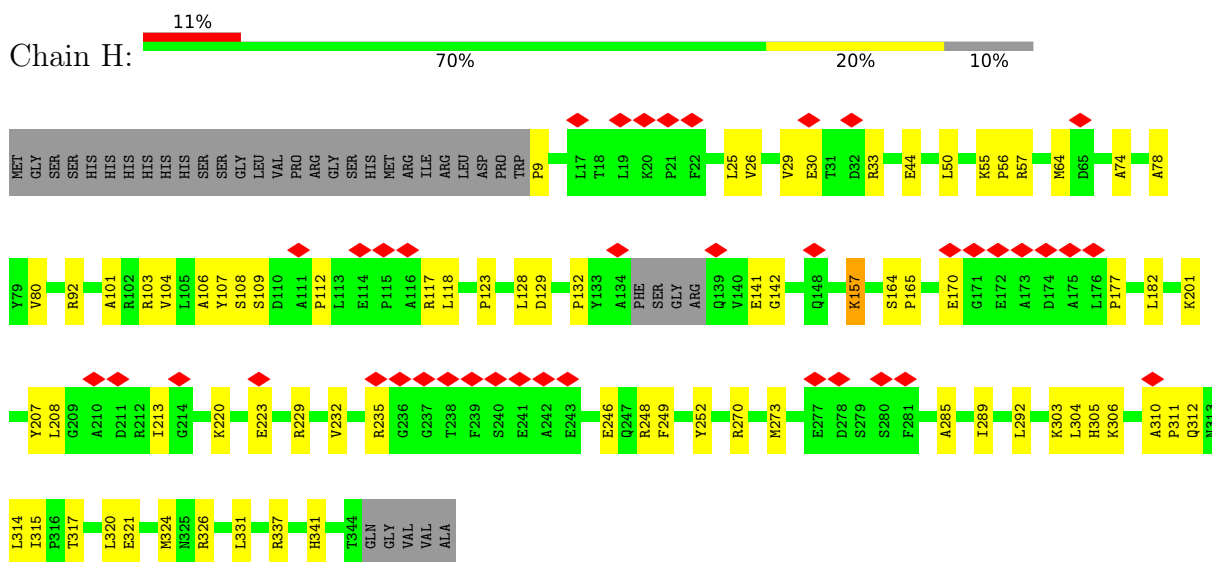 11%
Chain H:
70% 20% 10%
MET GLY SER SER HIS HIS HIS HIS HIS HIS SER SER GLY LEU VAL PRO ARG GLY SER HIS MET ARG ILE ARG LEU ASP PRO TRP P9 L17 T18 L19 K20 P21 F22 L25 V26 V29 E30 T31 D32 R33 E44 L50 K55 P56 R57 M64 D65 A74 A78
Y79 V80 R92 A101 R102 R103 Y104 L105 A106 Y107 S108 S109 D110 A111 P112 L113 E114 P115 A116 R117 L118 P123 L128 D129 P132 Y133 A134 PHE SER GLY ARG Q139 V140 E141 G142 Q148 K157 S164 P165 E170 G171 E172 A173 D174 A175 L176 P177 L182 K201
Y207 L208 G209 A210 D211 R212 I213 G214 K220 E223 R229 V232 R235 G236 G237 T238 F239 S240 E241 A242 E243 E246 Q247 R248 F249 Y252 R270 M273 E277 D278 S279 S280 F281 A285 I289 L292 K303 L304 H305 K306 A310 P311 Q312 N313
L314 I315 P316 T317 L320 E321 M324 N325 R326 L331 R337 H341 T344 GLN GLY VAL VAL ALA